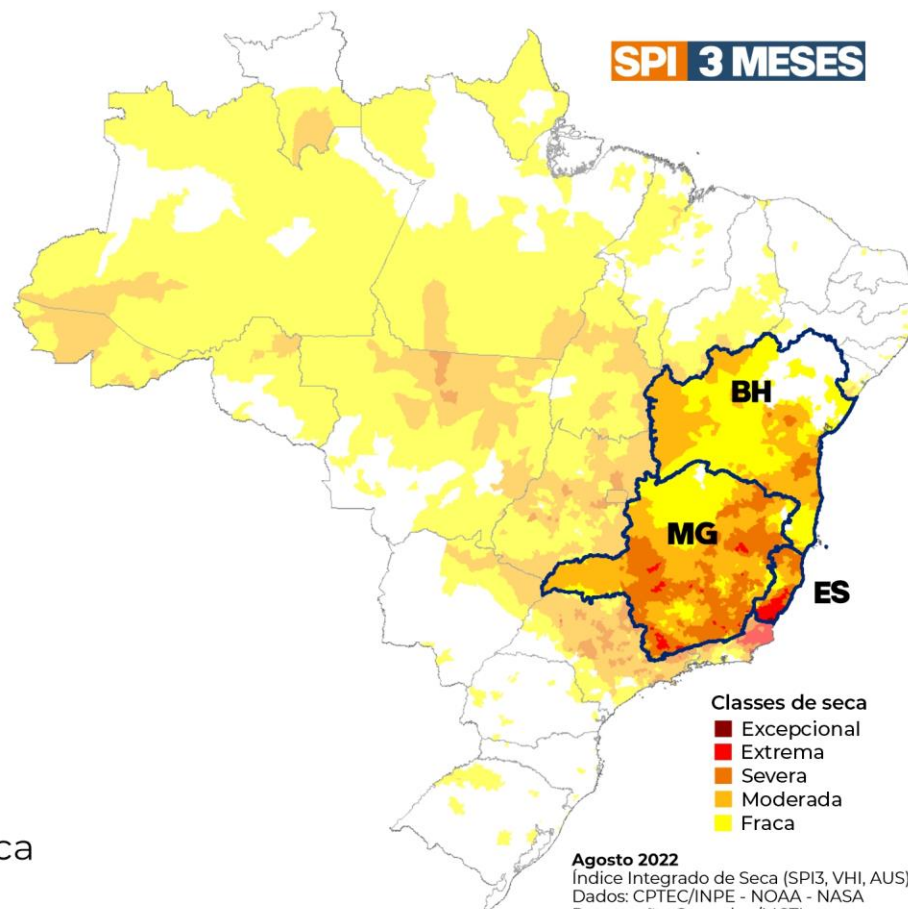 SPI 3 MESES
BH
MG
ES
Classes de seca
Excepcional
Extrema
Severa
Moderada
Fraca
ca
Agosto 2022
Índice Integrado de Seca (SPI3, VHI, AUS)
Dados: CPTEC/INPE - NOAA - NASA